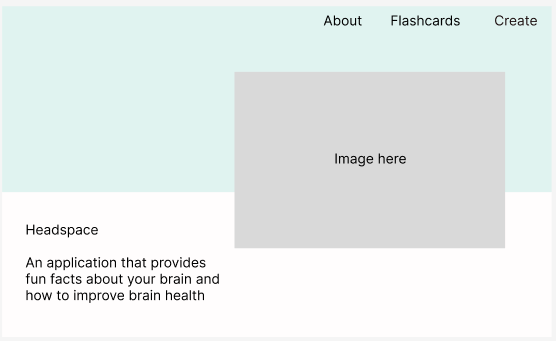 About Flashcards Create
Image here
Headspace
An application that provides
fun facts about your brain and
how to improve brain health